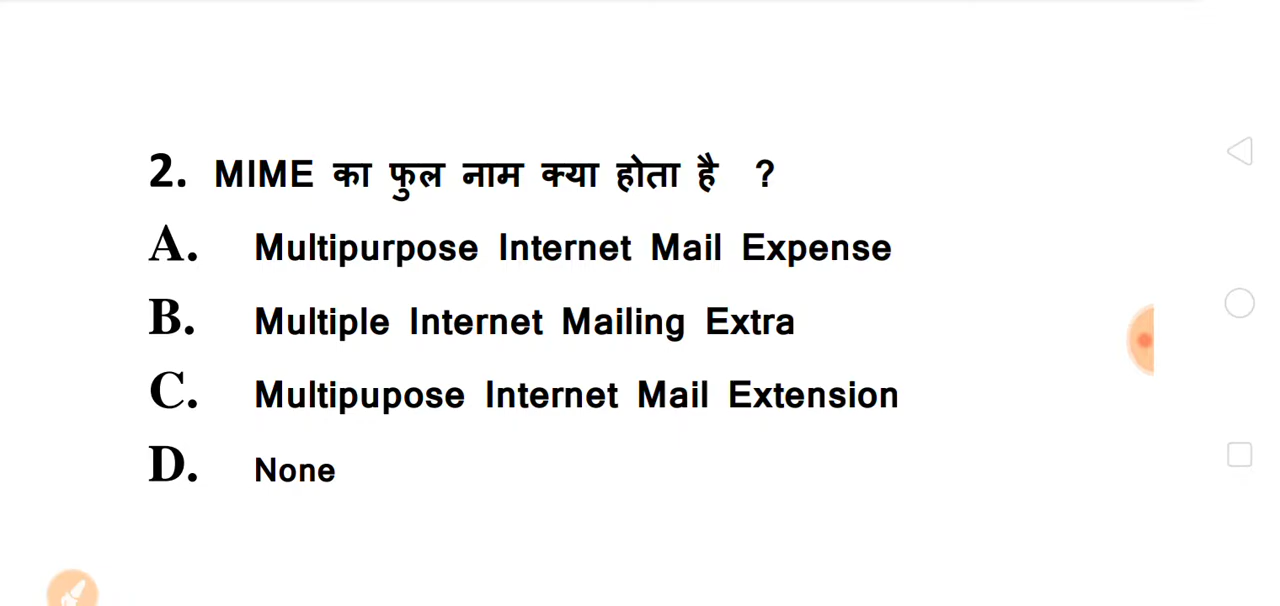 2. MIME का फुल नाम क्या होता है ?
A. Multipurpose Internet Mail Expense
B. Multiple Internet Mailing Extra
C. Multipupose Internet Mail Extension
D. None